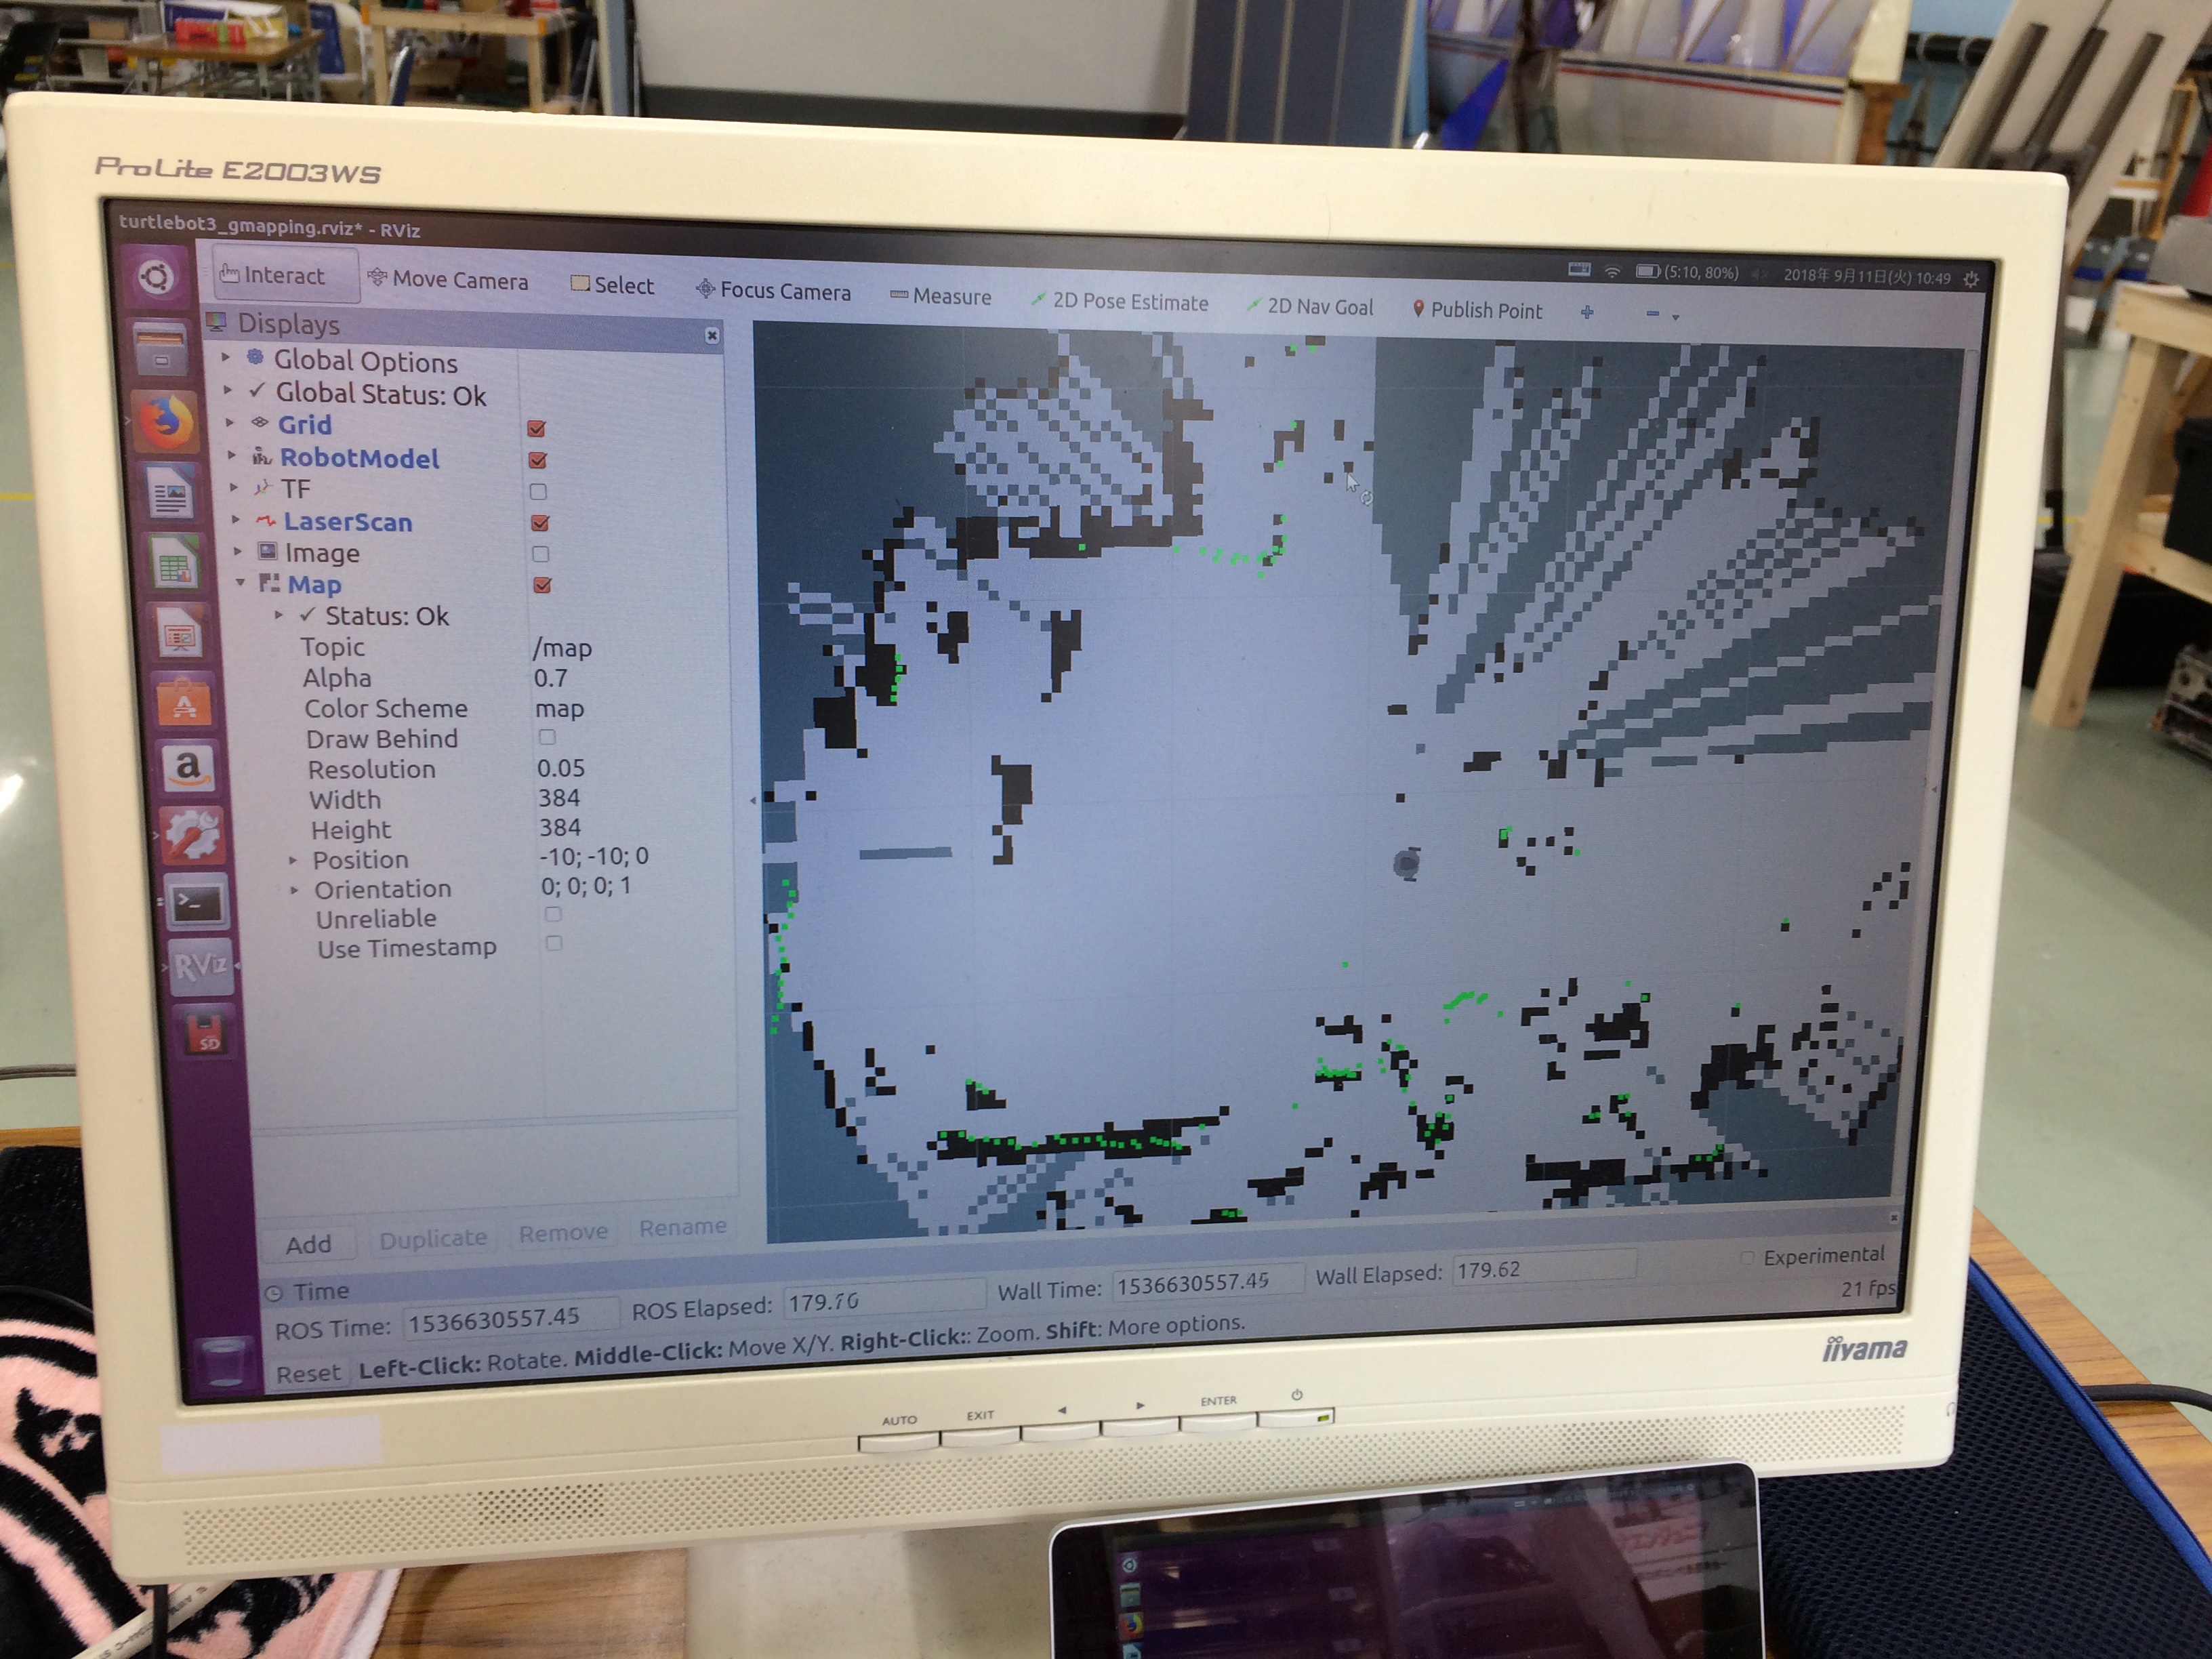 ProLite E2003WS
turtlebot3_gmapping.rviz* - RViz
(5:10, 80%) 2018年 9月11日(火) 10:49
Interact Move Camera Select Focus Camera Measure 2D Pose Estimate 2D Nav Goal Publish Point
Displays
Global Options
Global Status: Ok
Grid
RobotModel
TF
LaserScan
Image
Map
Status: Ok
Topic /map
Alpha 0.7
Color Scheme map
Draw Behind
Resolution 0.05
Width 384
Height 384
Position -10; -10; 0
Orientation 0; 0; 0; 1
Unreliable
Use Timestamp
RViz
SD
Add Duplicate Remove Rename
Time
ROS Time: 1536630557.45 ROS Elapsed: 179.70 Wall Time: 1536630557.45 Wall Elapsed: 179.62 Experimental
Reset Left-Click: Rotate. Middle-Click: Move X/Y. Right-Click:: Zoom. Shift: More options. 21 fps
iiyama
AUTO EXIT ENTER